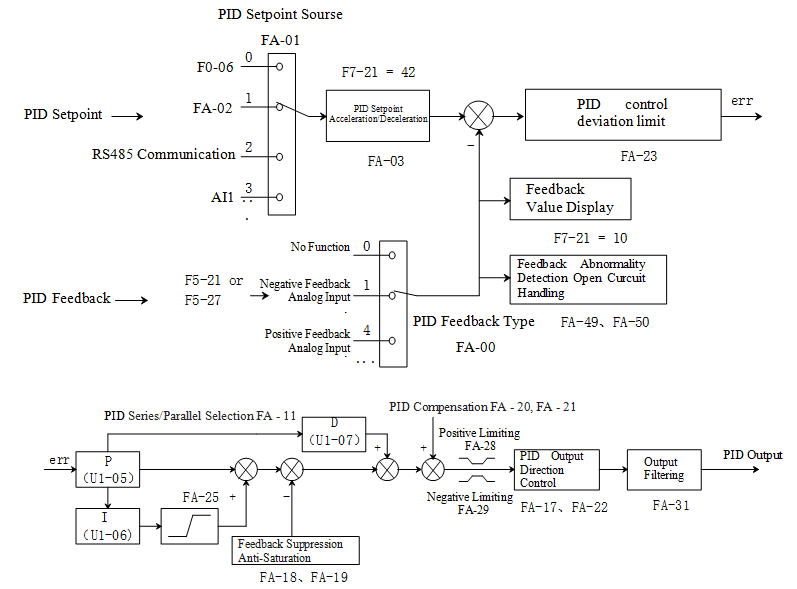 PID Setpoint Sourse
FA-01
F0-06 0
F7-21 = 42
PID Setpoint
FA-02 1
PID Setpoint
Accleration/Deceleration
FA-03
PID control
deviation limit
err
FA-23
RS485 Communication 2
AI1 3
Feedback
Value Display
F7-21 = 10
No Function 0
Feedback Abnormality
Detection Open Curcuit
Handling
FA-49、FA-50
PID Feedback
F5-21 or
F5-27
Negative Feedback
Analog Input 1
PID Feedback Type
FA-00
Positive Feedback
Analog Input 4
PID Series/Parallel Selection FA - 11
D
(U1-07)
PID Compensation FA - 20, FA - 21
Positive Limiting
FA-28
err
P
(U1-05)
+
+
PID Output
Direction
Control
FA-17、FA-22
Output
Filtering
FA-31
PID Output
Negative Limiting
FA-29
I
(U1-06)
FA-25
+
−
Feedback Suppression
Anti-Saturation
FA-18、FA-19